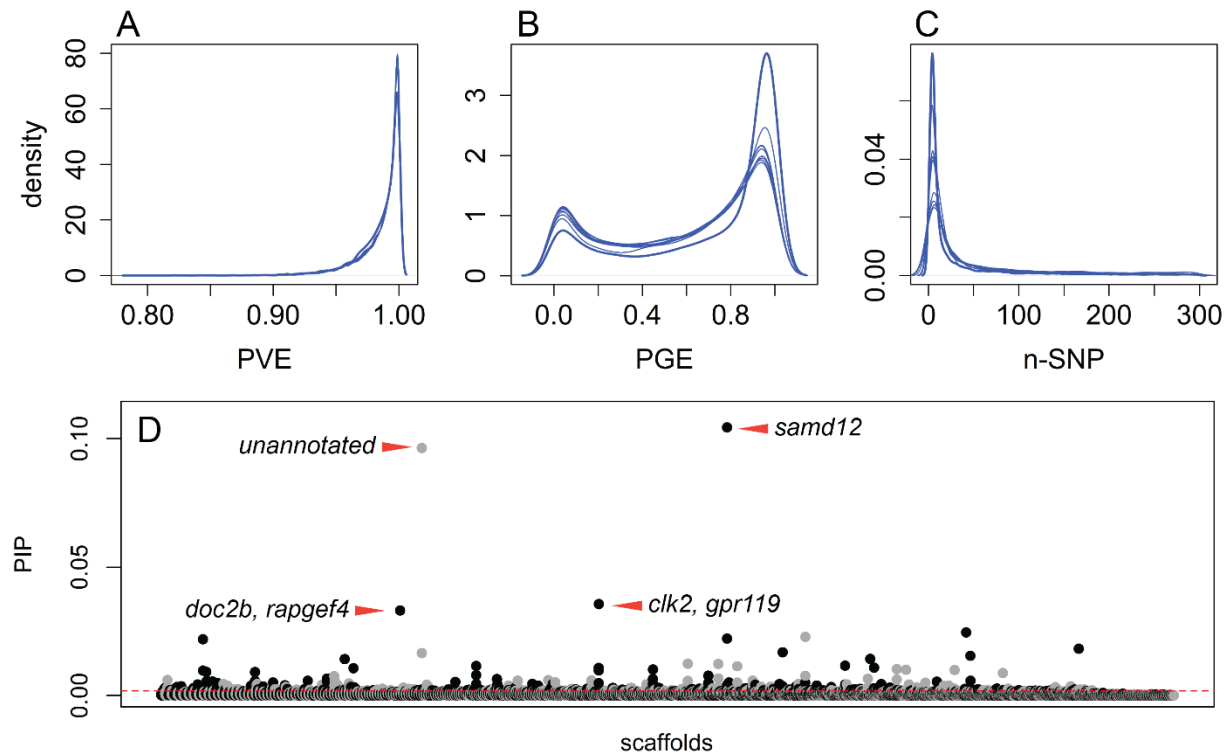 A
B
C
density
80
60
40
20
0
0.80
0.90
1.00
PVE
3
2
1
0
0.0
0.4
0.8
PGE
0.04
0.00
0
100
200
300
n-SNP
D
unannotated
samd12
doc2b, rapgef4
clk2, gpr119
PIP
0.10
0.05
0.00
scaffolds